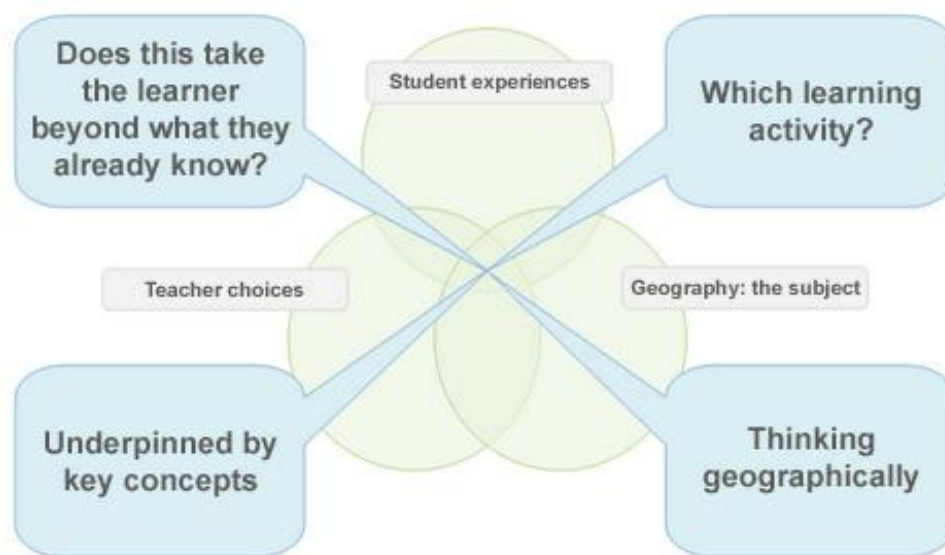 Does this take
the learner
beyond what they
already know?
Student experiences
Which learning
activity?
Teacher choices
Geography: the subject
Underpinned by
key concepts
Thinking
geographically